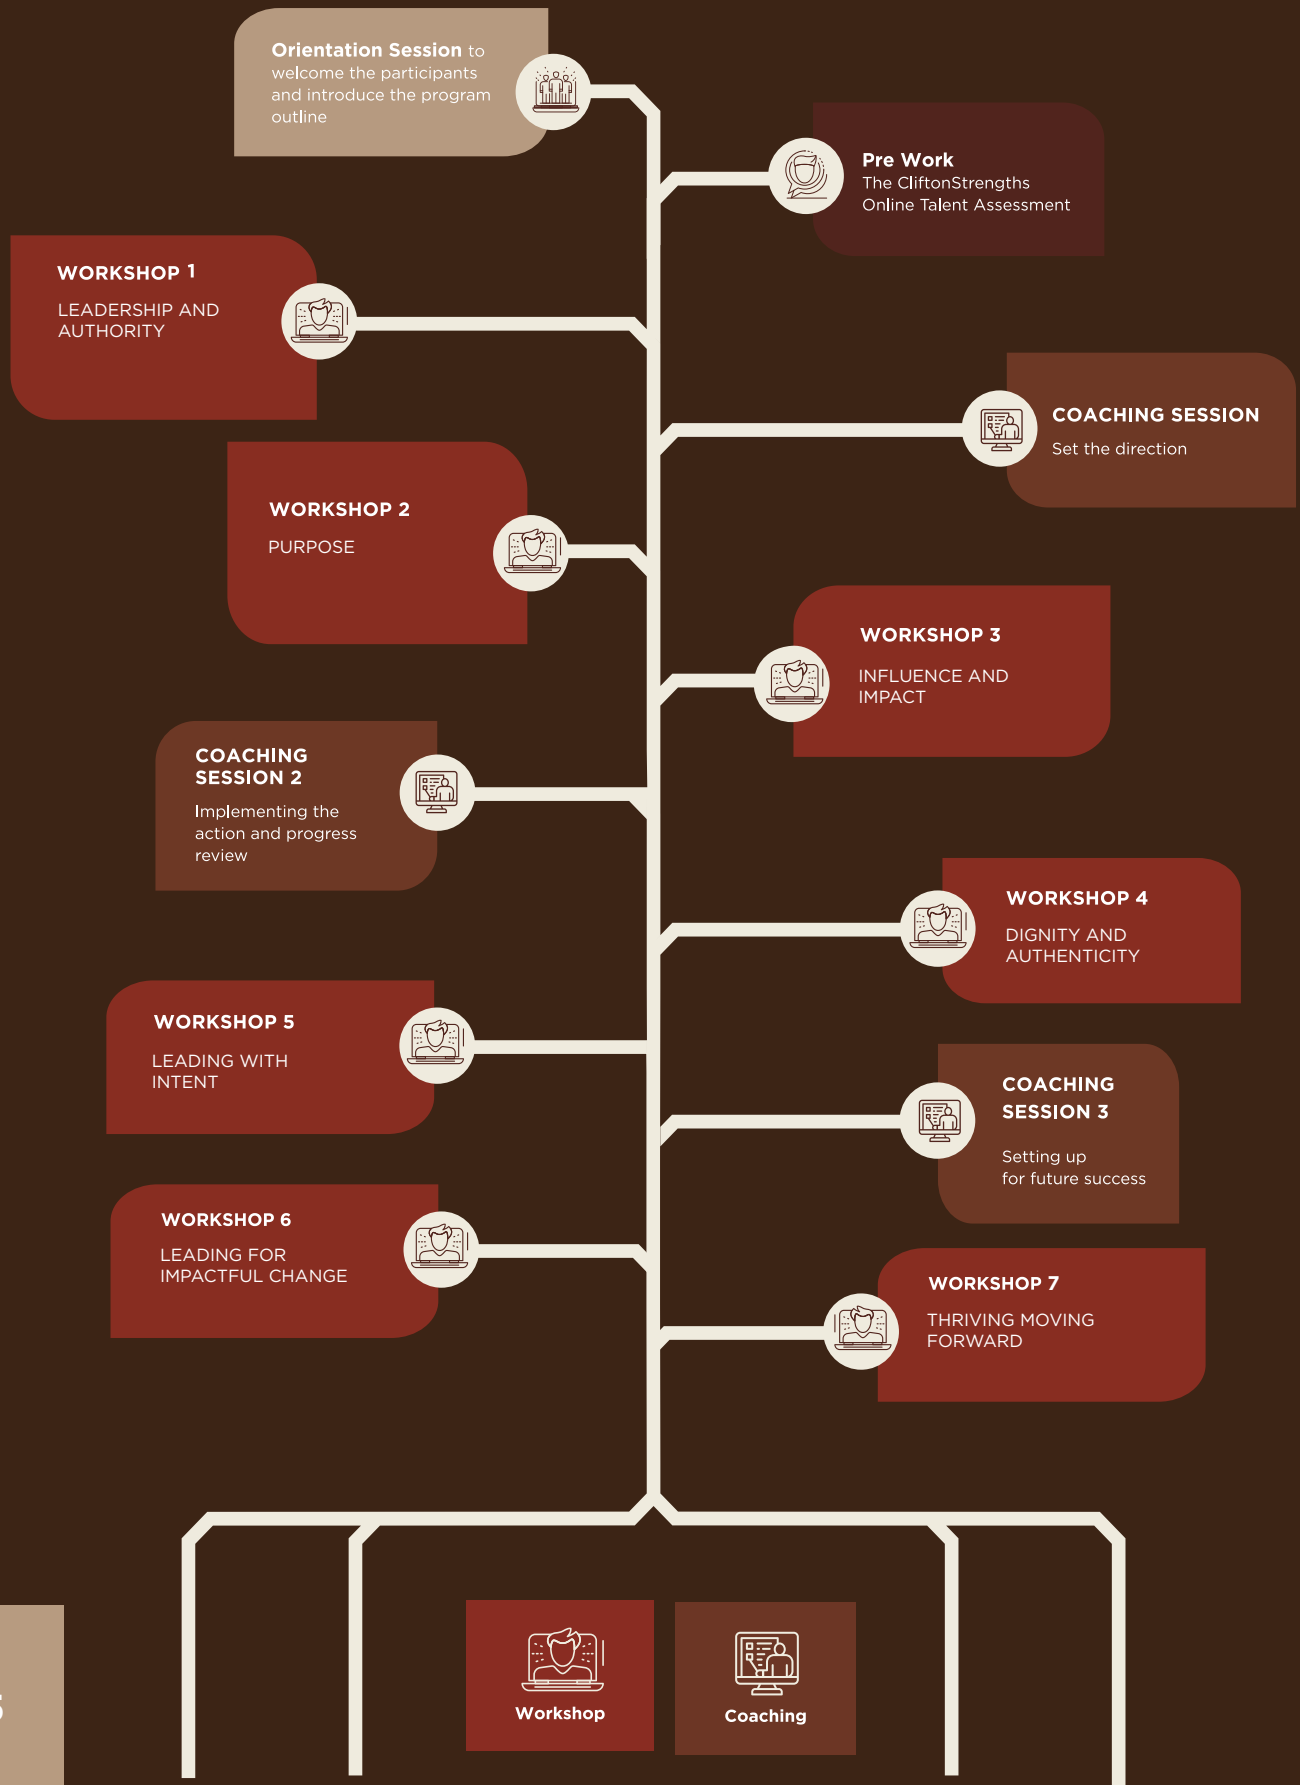 Orientation Session to
welcome the participants
and introduce the program
outline
Pre Work
The CliftonStrengths
Online Talent Assessment
WORKSHOP 1
LEADERSHIP AND
AUTHORITY
COACHING SESSION
Set the direction
WORKSHOP 2
PURPOSE
WORKSHOP 3
INFLUENCE AND
IMPACT
COACHING
SESSION 2
Implementing the
action and progress
review
WORKSHOP 4
DIGNITY AND
AUTHENTICITY
WORKSHOP 5
LEADING WITH
INTENT
COACHING
SESSION 3
Setting up
for future success
WORKSHOP 6
LEADING FOR
IMPACTFUL CHANGE
WORKSHOP 7
THRIVING MOVING
FORWARD
Workshop
Coaching